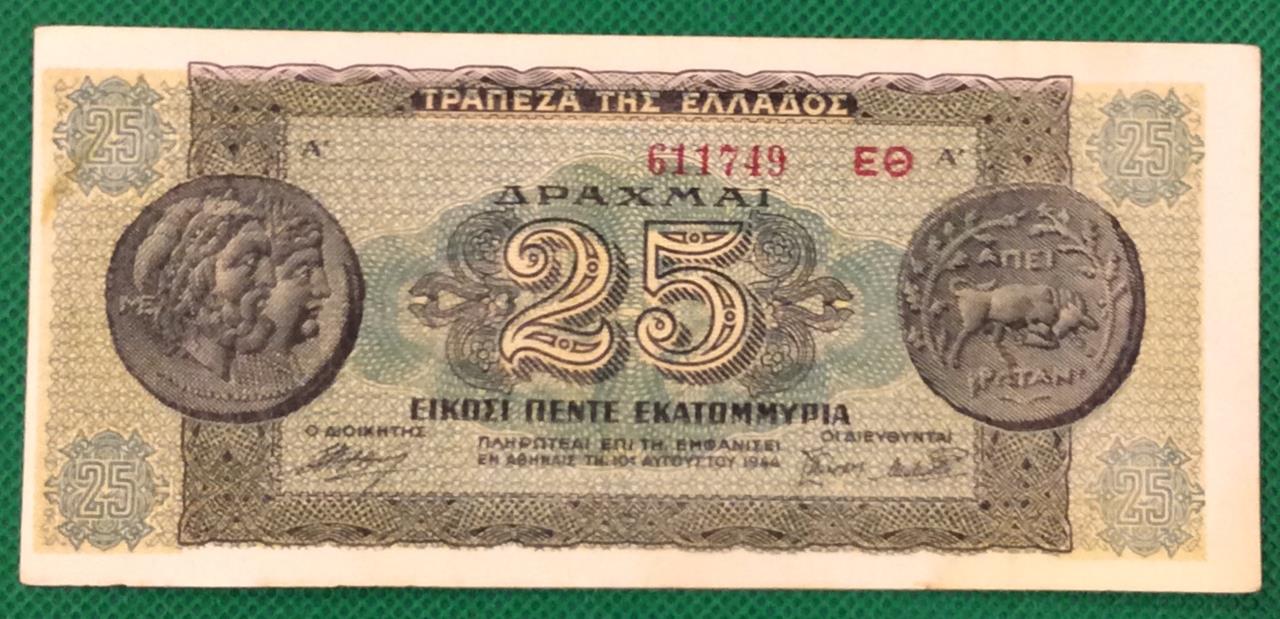 ΤΡΑΠΕΖΑ ΤΗΣ ΕΛΛΑΔΟΣ
25 25
Α' 611749 ΕΘ Α'
ΔΡΑΧΜΑΙ
25
ΑΠΕΙ
ΡΩΤΑΝ
ΕΙΚΟΣΙ ΠΕΝΤΕ ΕΚΑΤΟΜΜΥΡΙΑ
Ο ΔΙΟΙΚΗΤΗΣ
ΠΛΗΡΩΤΕΑΙ ΕΠΙ ΤΗ ΕΜΦΑΝΙΣΕΙ
ΕΝ ΑΘΗΝΑΙΣ ΤΗ 10ῃ ΑΥΓΟΥΣΤΟΥ 1944
ΟΙ ΔΙΕΥΘΥΝΤΑΙ
25 25